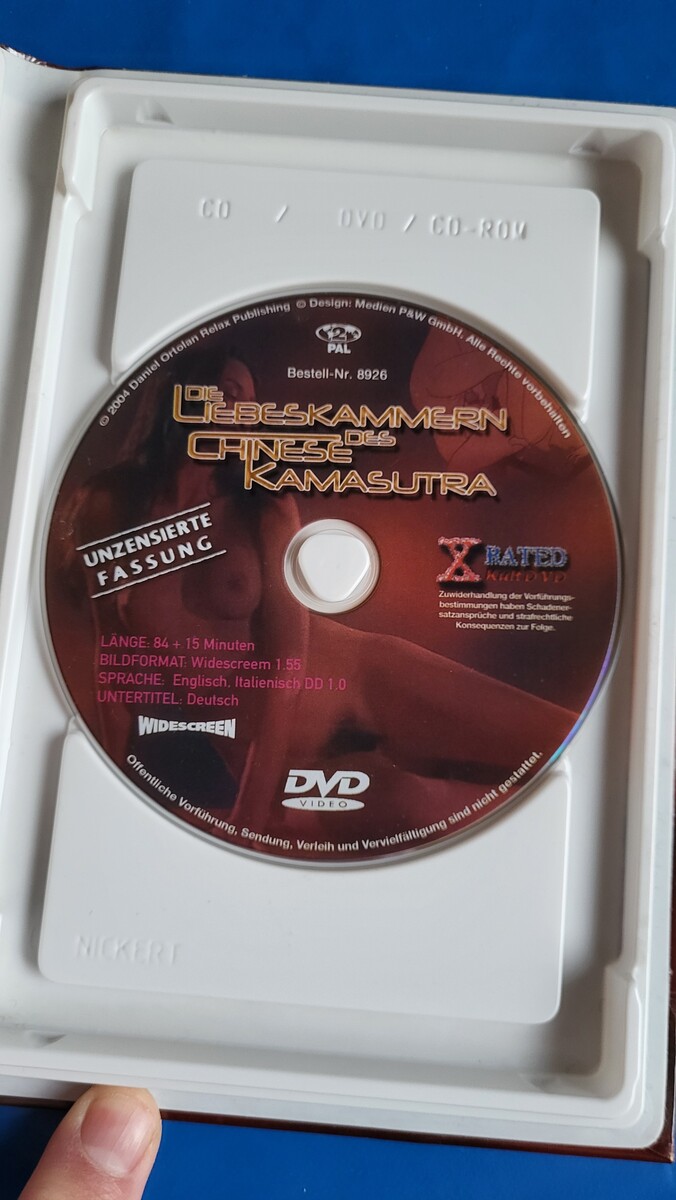 CD / DVD / CD-ROM
© 2004 Daniel Ortolan Relax Publishing © Design: Medien P&W GmbH, Alle Rechte vorbehalten
2
PAL
Bestell-Nr. 8926
DIE
LIEBESKAMMERN
DES
CHINESE
KAMASUTRA
UNZENSIERTE
FASSUNG
X RATED
Kult DVD
Zuwiderhandlung der Vorführungs-
bestimmungen haben Schadener-
satzansprüche und strafrechtliche
Konsequenzen zur Folge.
LÄNGE: 84 + 15 Minuten
BILDFORMAT: Widescreem 1.55
SPRACHE: Englisch, Italienisch DD 1.0
UNTERTITEL: Deutsch
WIDESCREEN
DVD
VIDEO
Öffentliche Vorführung, Sendung, Verleih und Vervielfältigung sind nicht gestattet.
NICKERT